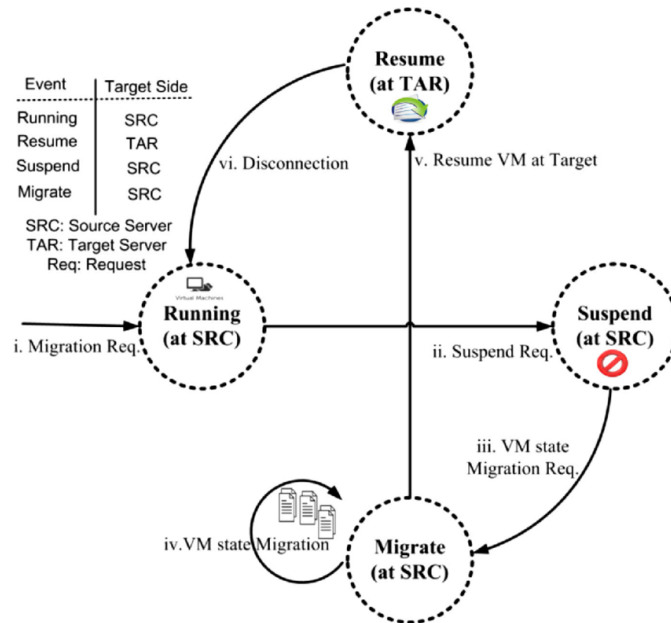 Resume
(at TAR)
Event Target Side
Running SRC
Resume TAR
Suspend SRC
Migrate SRC
SRC: Source Server
TAR: Target Server
Req: Request
vi. Disconnection
v. Resume VM at Target
Virtual Machines
Running
(at SRC)
Suspend
(at SRC)
i. Migration Req.
ii. Suspend Req.
iii. VM state
Migration Req.
iv.VM state Migration
Migrate
(at SRC)